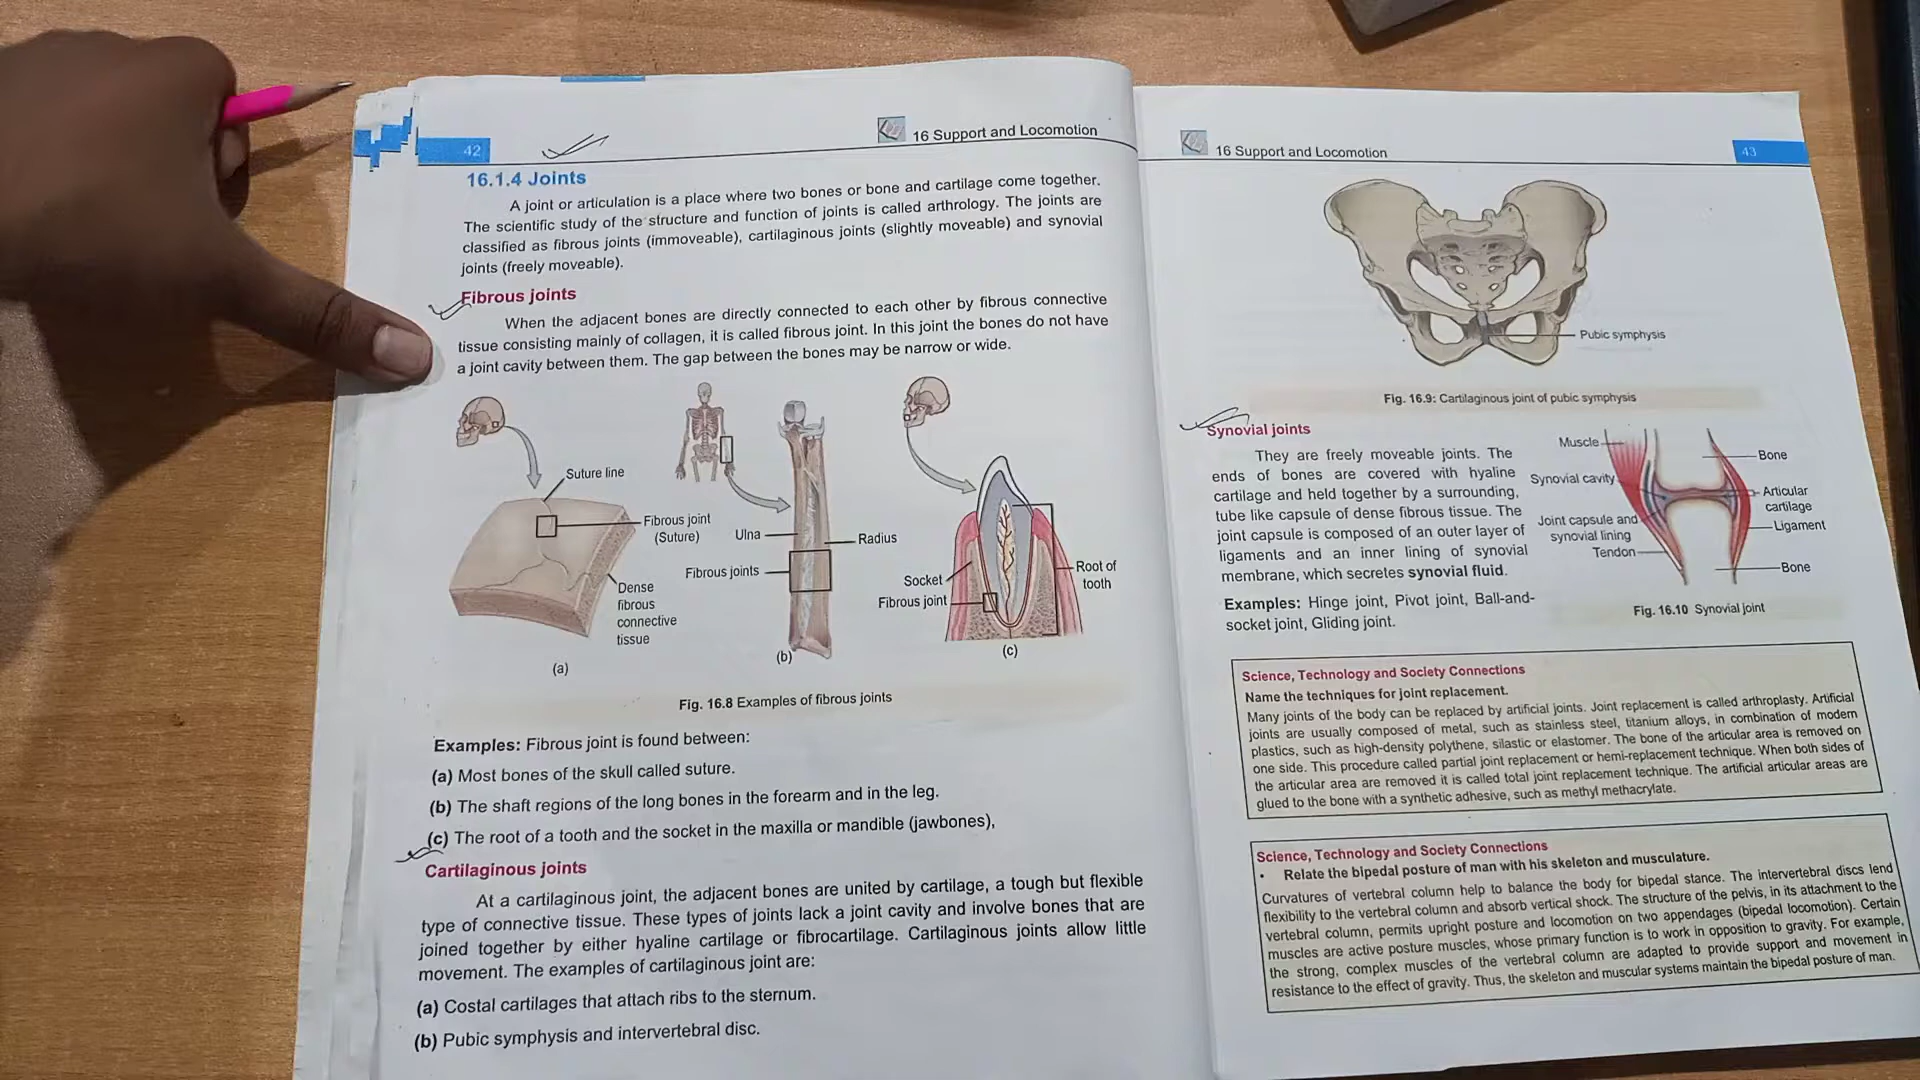 42
16 Support and Locomotion
16.1.4 Joints
A joint or articulation is a place where two bones or bone and cartilage come together.
The scientific study of the structure and function of joints is called arthrology. The joints are
classified as fibrous joints (immoveable), cartilaginous joints (slightly moveable) and synovial
joints (freely moveable).
Fibrous joints
When the adjacent bones are directly connected to each other by fibrous connective
tissue consisting mainly of collagen, it is called fibrous joint. In this joint the bones do not have
a joint cavity between them. The gap between the bones may be narrow or wide.
Suture line
Fibrous joint
(Suture)
Dense
fibrous
connective
tissue
(a)
Ulna
Radius
Fibrous joints
(b)
Socket
Fibrous joint
Root of
tooth
(c)
Fig. 16.8 Examples of fibrous joints
Examples: Fibrous joint is found between:
(a) Most bones of the skull called suture.
(b) The shaft regions of the long bones in the forearm and in the leg.
(c) The root of a tooth and the socket in the maxilla or mandible (jawbones),
Cartilaginous joints
At a cartilaginous joint, the adjacent bones are united by cartilage, a tough but flexible
type of connective tissue. These types of joints lack a joint cavity and involve bones that are
joined together by either hyaline cartilage or fibrocartilage. Cartilaginous joints allow little
movement. The examples of cartilaginous joint are:
(a) Costal cartilages that attach ribs to the sternum.
(b) Pubic symphysis and intervertebral disc.
16 Support and Locomotion
43
Pubic symphysis
Fig. 16.9: Cartilaginous joint of pubic symphysis
Synovial joints
They are freely moveable joints. The
ends of bones are covered with hyaline
cartilage and held together by a surrounding,
tube like capsule of dense fibrous tissue. The
joint capsule is composed of an outer layer of
ligaments and an inner lining of synovial
membrane, which secretes synovial fluid.
Examples: Hinge joint, Pivot joint, Ball-and-
socket joint, Gliding joint.
Muscle
Synovial cavity
Joint capsule and
synovial lining
Tendon
Bone
Articular
cartilage
Ligament
Bone
Fig. 16.10 Synovial joint
Science, Technology and Society Connections
Name the techniques for joint replacement.
Many joints of the body can be replaced by artificial joints. Joint replacement is called arthroplasty. Artificial
joints are usually composed of metal, such as stainless steel, titanium alloys, in combination of modern
plastics, such as high-density polythene, silastic or elastomer. The bone of the articular area is removed on
one side. This procedure called partial joint replacement or hemi-replacement technique. When both sides of
the articular area are removed it is called total joint replacement technique. The artificial articular areas are
glued to the bone with a synthetic adhesive, such as methyl methacrylate.
Science, Technology and Society Connections
• Relate the bipedal posture of man with his skeleton and musculature.
Curvatures of vertebral column help to balance the body for bipedal stance. The intervertebral discs lend
flexibility to the vertebral column and absorb vertical shock. The structure of the pelvis, in its attachment to the
vertebral column, permits upright posture and locomotion on two appendages (bipedal locomotion). Certain
muscles are active posture muscles, whose primary function is to work in opposition to gravity. For example,
the strong, complex muscles of the vertebral column are adapted to provide support and movement in
resistance to the effect of gravity. Thus, the skeleton and muscular systems maintain the bipedal posture of man.